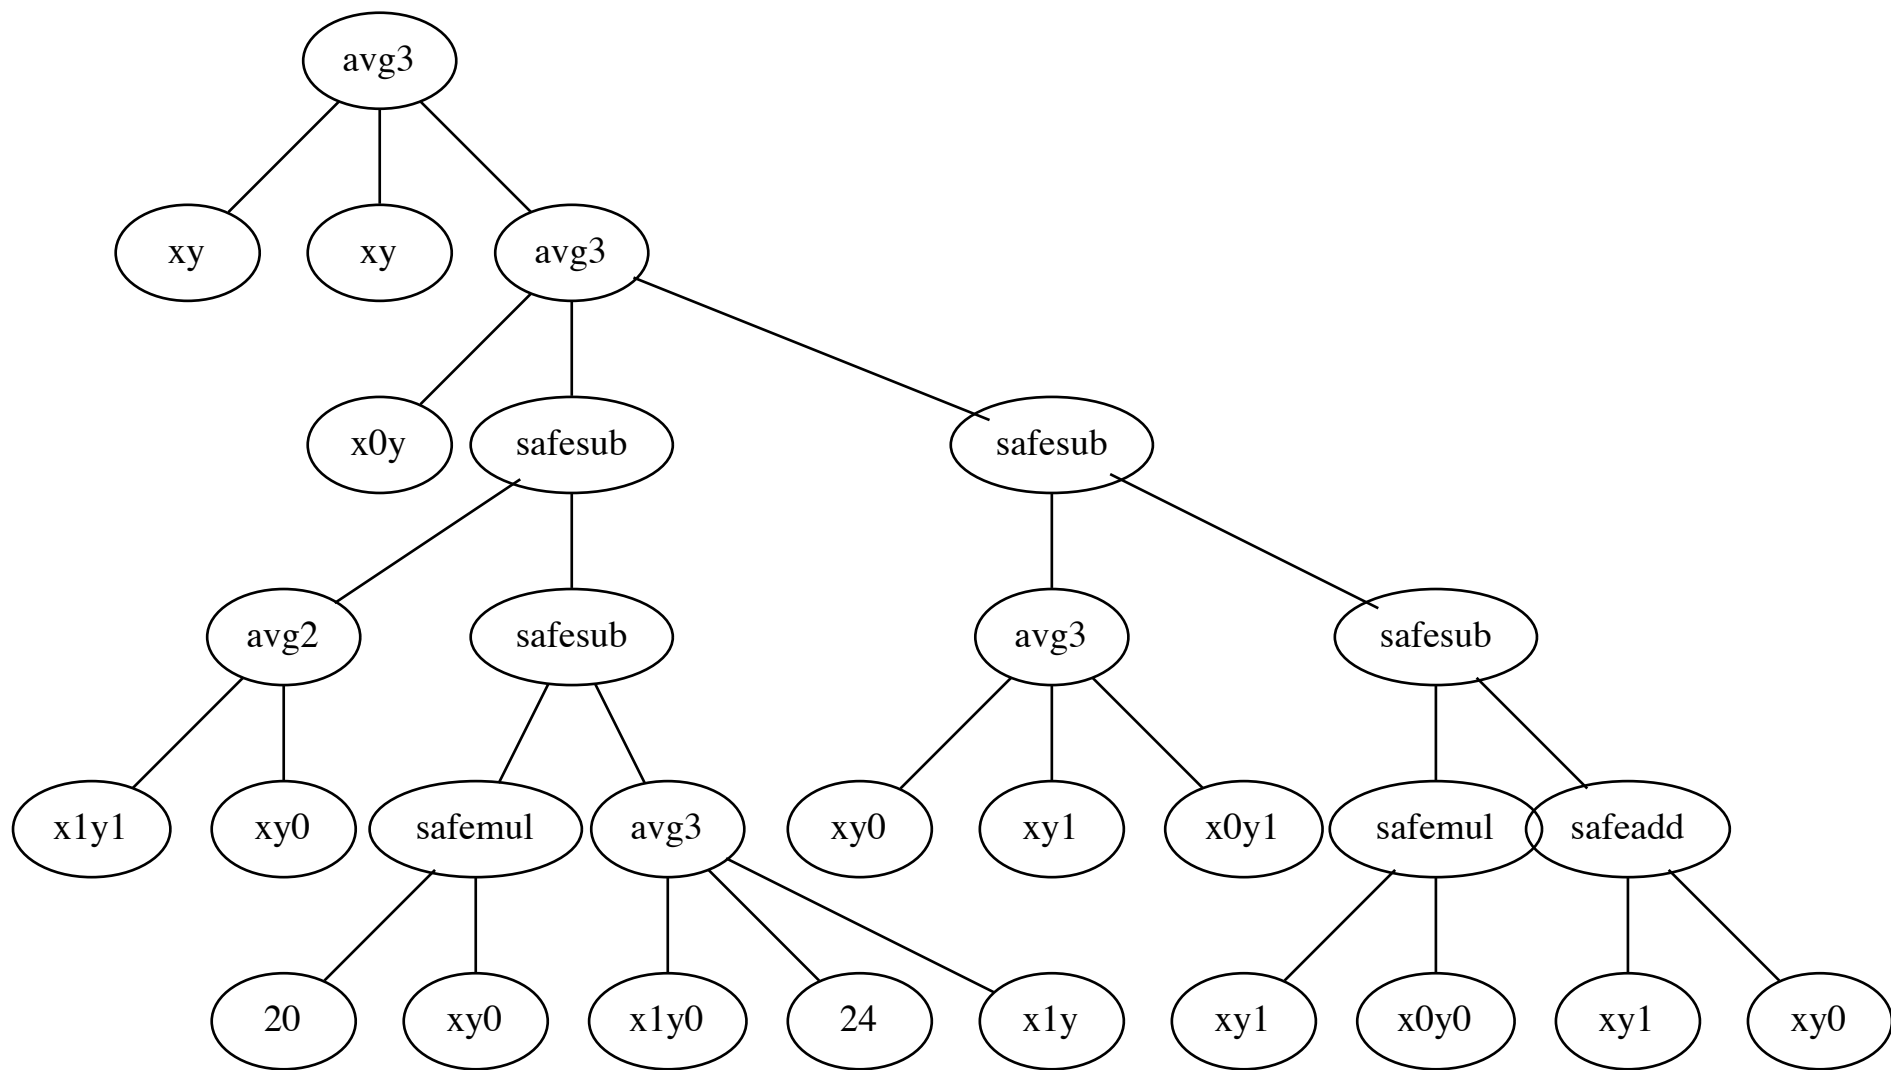 avg3
xy xy avg3
x0y safesub safesub
avg2 safesub avg3 safesub
x1y1 xy0 safemul avg3 xy0 xy1 x0y1 safemul safeadd
20 xy0 x1y0 24 x1y xy1 x0y0 xy1 xy0